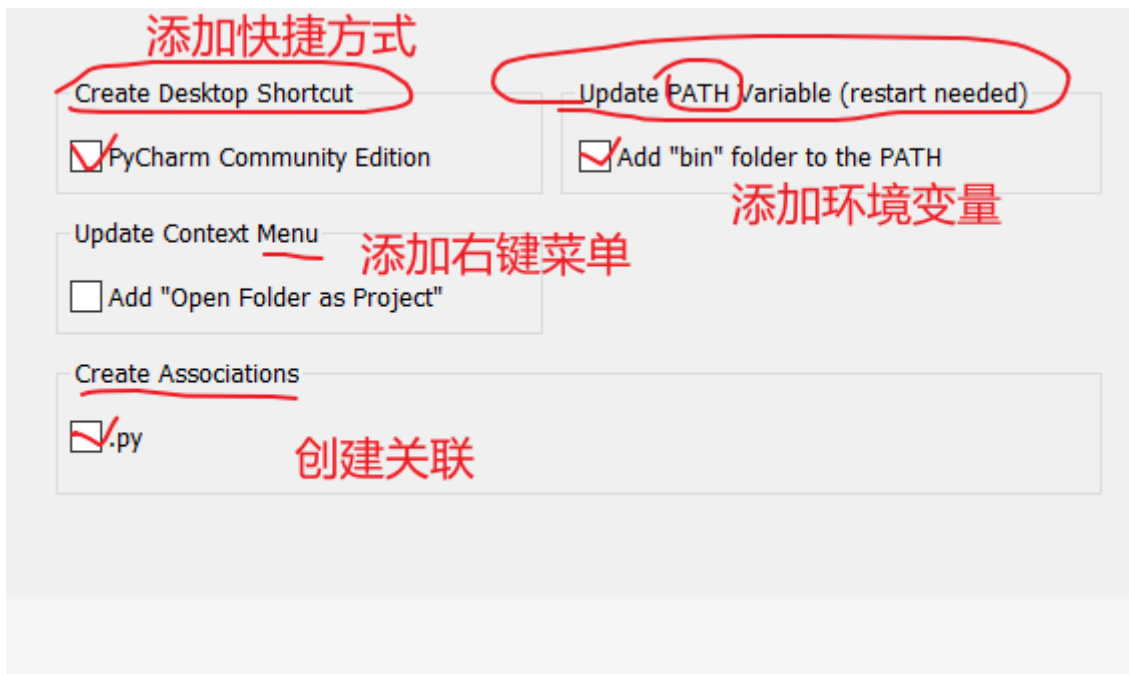 添加快捷方式
Create Desktop Shortcut
Update PATH Variable (restart needed)
PyCharm Community Edition
Add "bin" folder to the PATH
添加环境变量
Update Context Menu
添加右键菜单
Add "Open Folder as Project"
Create Associations
.py
创建关联